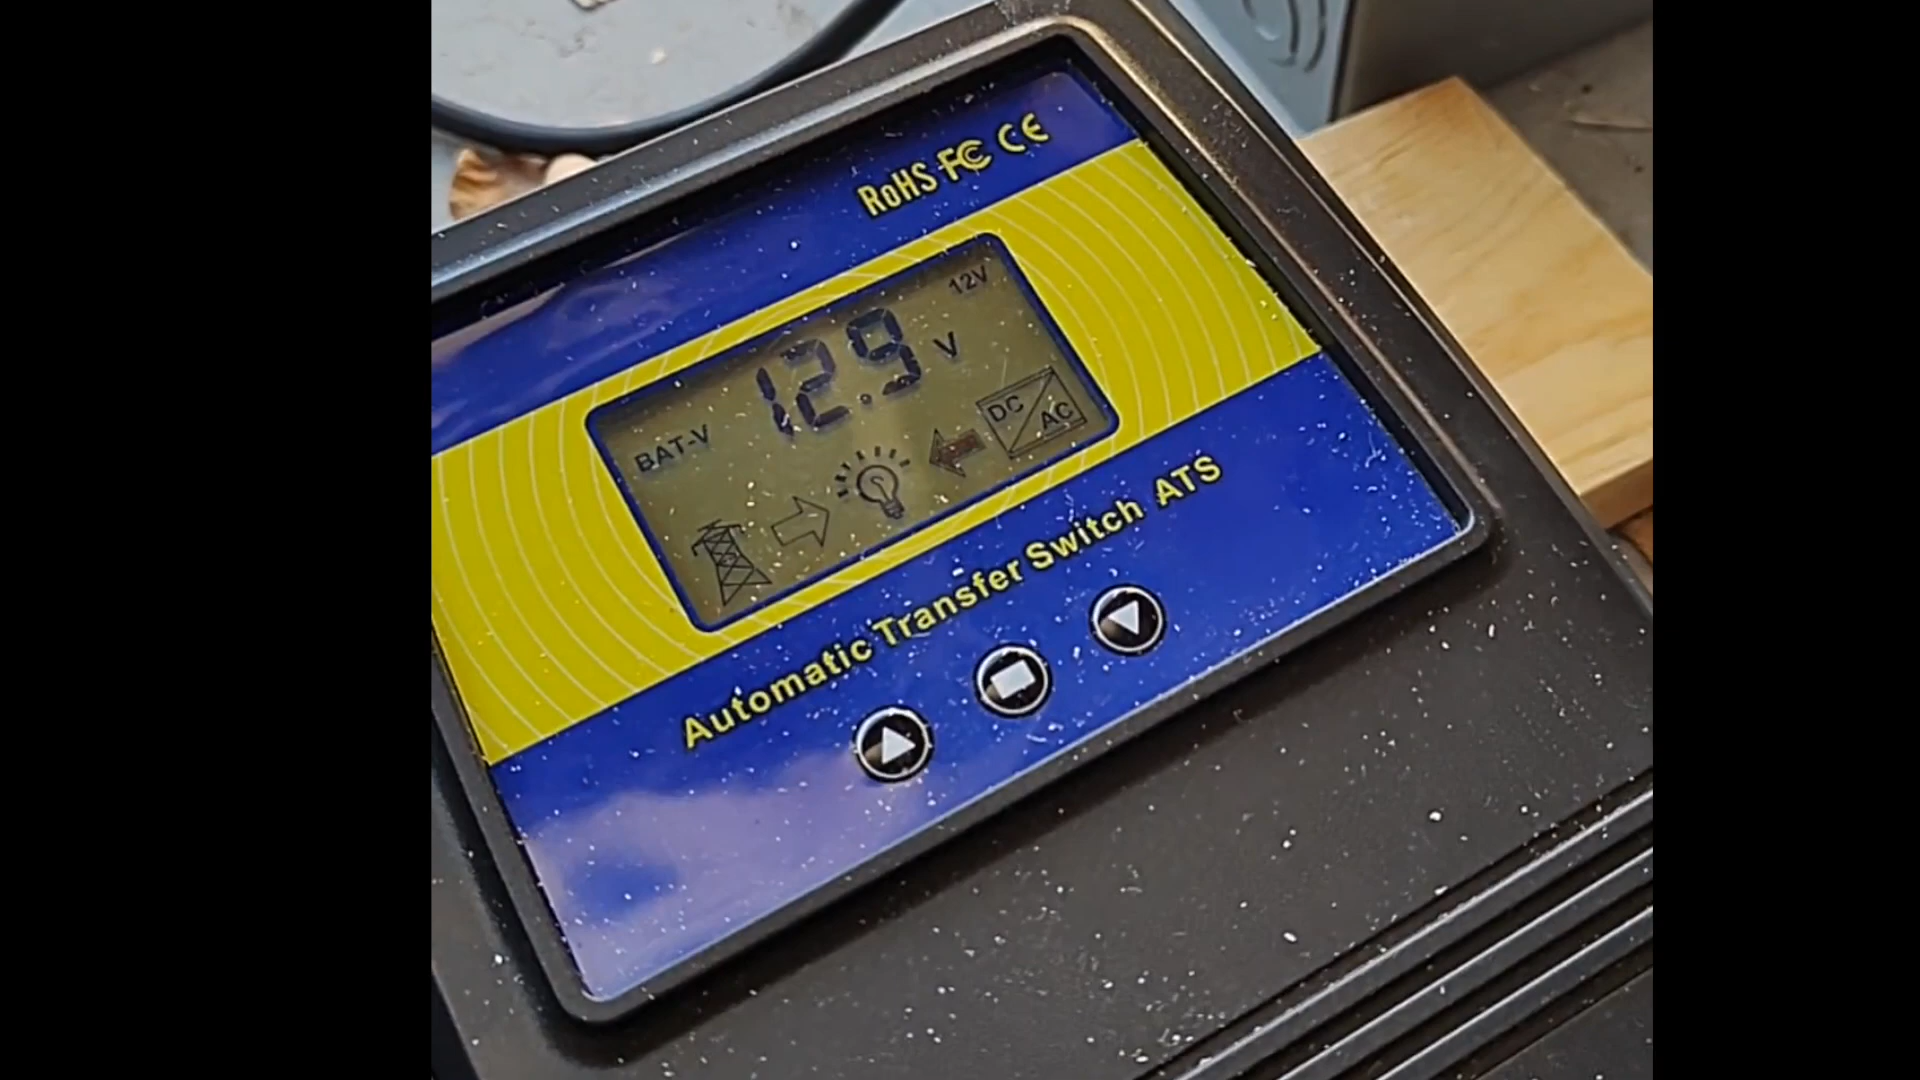 RoHS FC CE
12V
12.9 V
BAT-V
DC
AC
Automatic Transfer Switch ATS